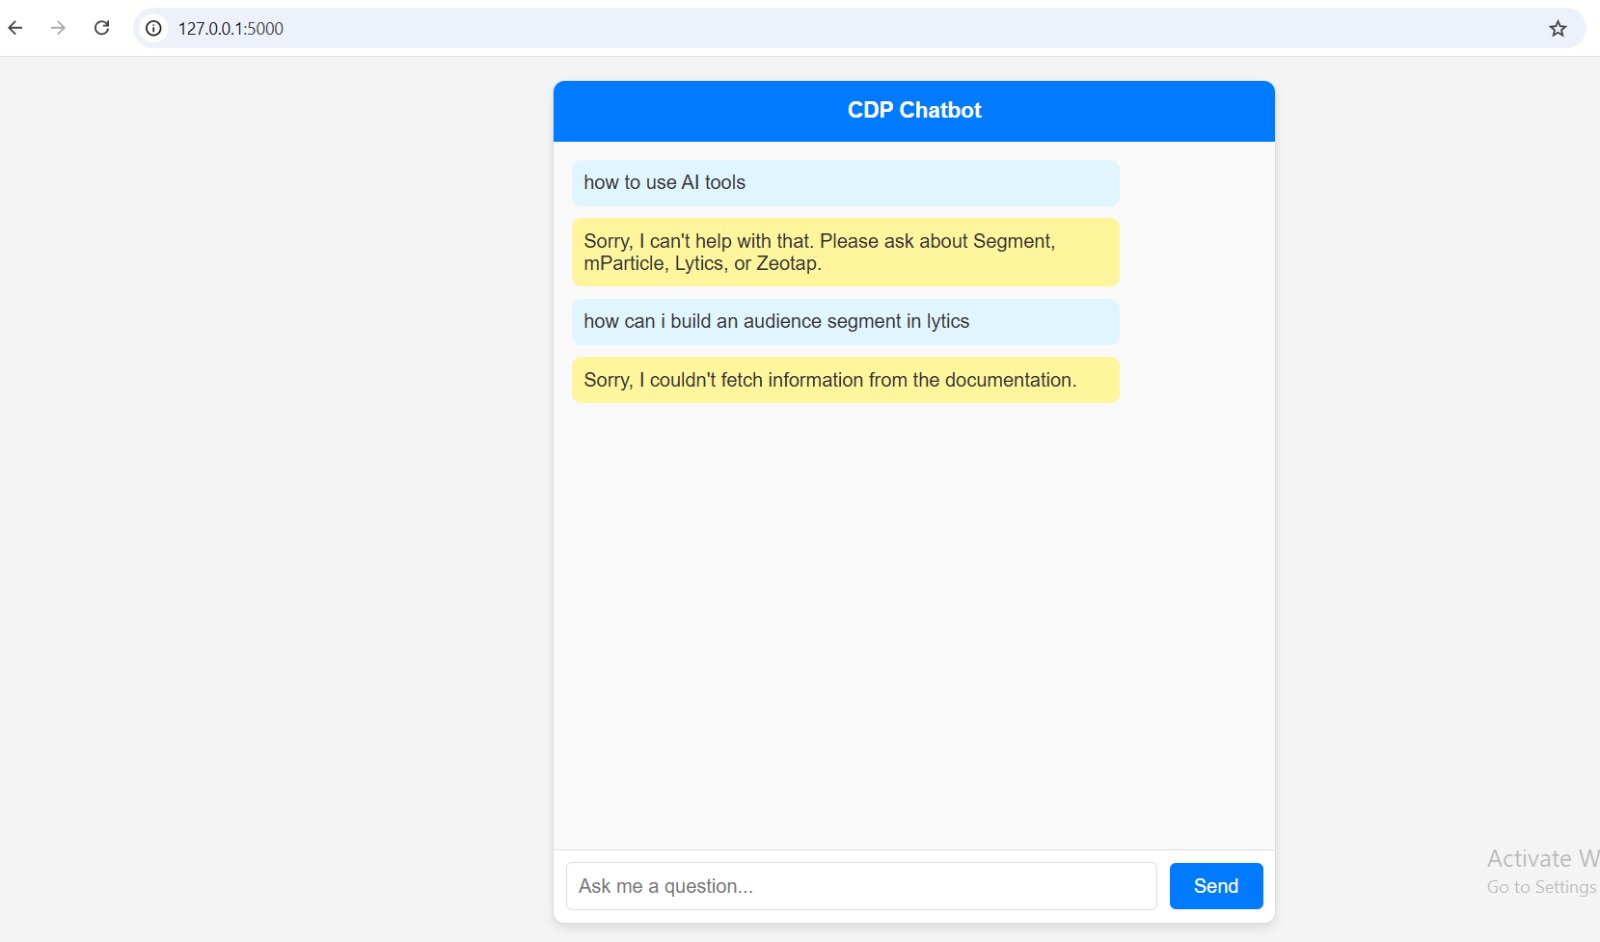 127.0.0.1:5000
CDP Chatbot
how to use AI tools
Sorry, I can't help with that. Please ask about Segment,
mParticle, Lytics, or Zeotap.
how can i build an audience segment in lytics
Sorry, I couldn't fetch information from the documentation.
Ask me a question...
Send
Activate W
Go to Settings